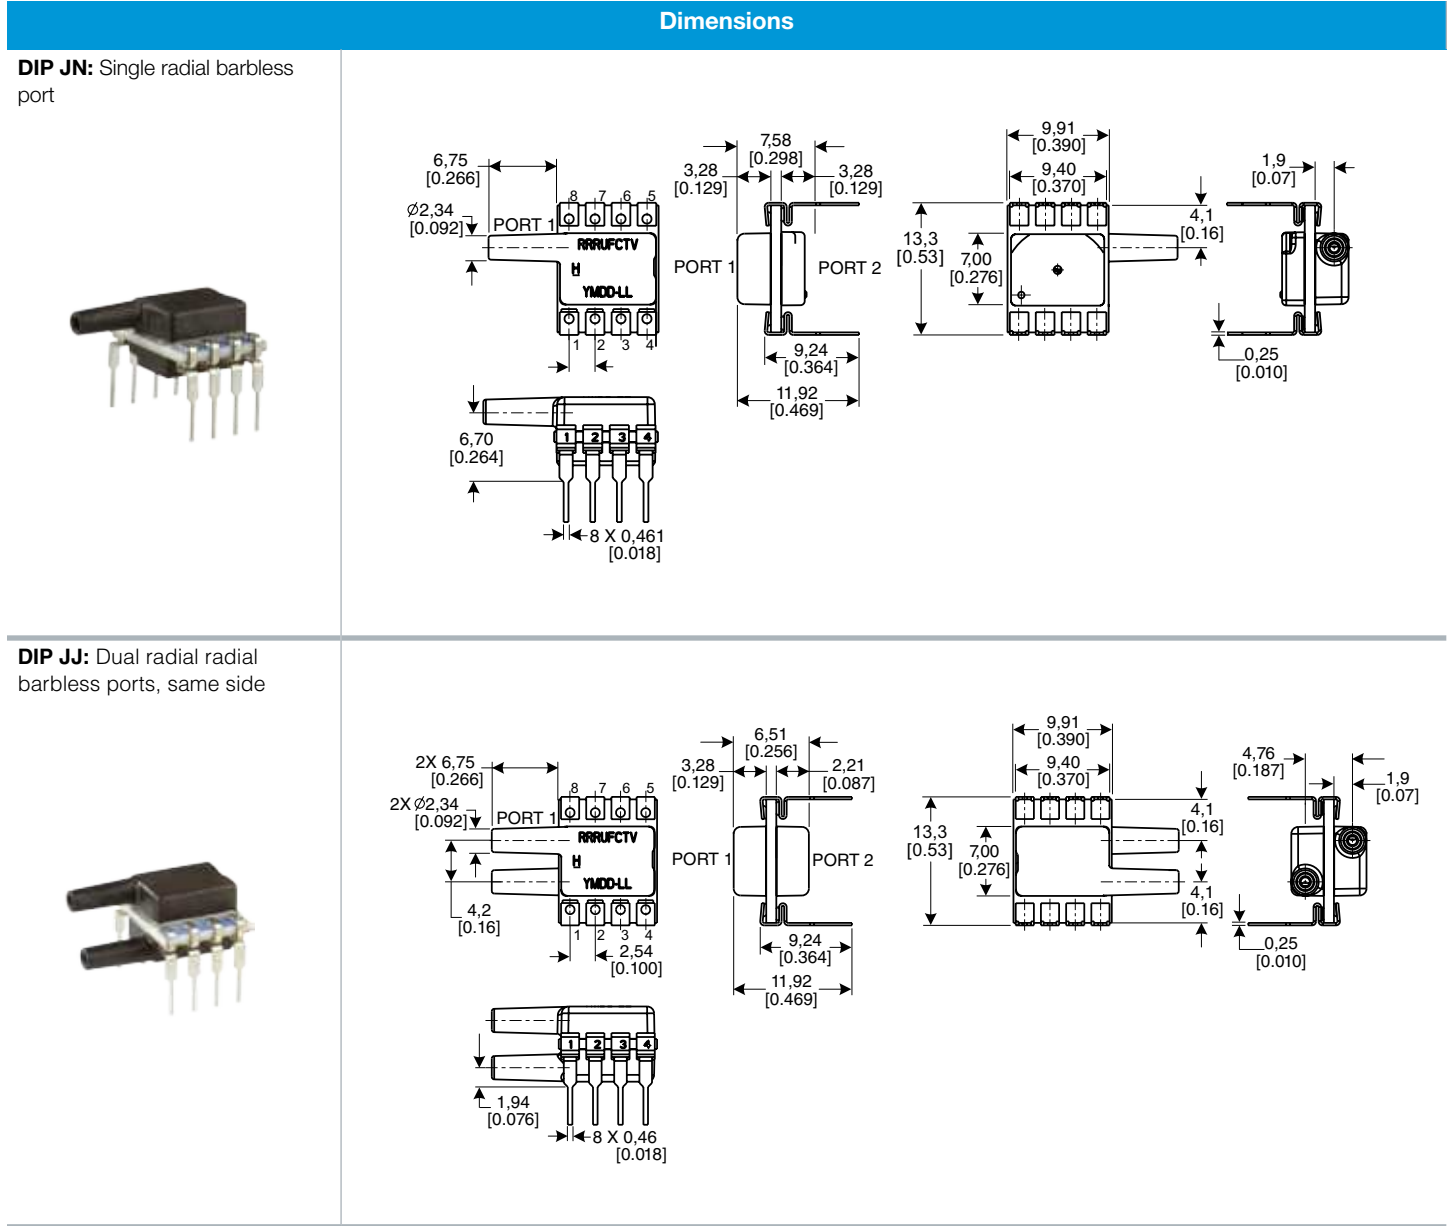 Dimensions
DIP JN: Single radial barbless
port
6,75
[0.266]
Ø2,34
[0.092]
PORT 1
8 7 6 5
RRRUFCTV
H
YMDD-LL
1 2 3 4
7,58
[0.298]
3,28
[0.129]
3,28
[0.129]
PORT 1
PORT 2
9,24
[0.364]
11,92
[0.469]
9,91
[0.390]
9,40
[0.370]
4,1
[0.16]
13,3
[0.53]
7,00
[0.276]
1,9
[0.07]
0,25
[0.010]
6,70
[0.264]
1 2 3 4
8 X 0,461
[0.018]
DIP JJ: Dual radial radial
barbless ports, same side
2X 6,75
[0.266]
2X Ø2,34
[0.092]
PORT 1
8 7 6 5
RRRUFCTV
H
YMDD-LL
4,2
[0.16]
1 2 3 4
2,54
[0.100]
6,51
[0.256]
3,28
[0.129]
2,21
[0.087]
PORT 1
PORT 2
9,24
[0.364]
11,92
[0.469]
9,91
[0.390]
9,40
[0.370]
4,1
[0.16]
13,3
[0.53]
7,00
[0.276]
4,1
[0.16]
4,76
[0.187]
1,9
[0.07]
0,25
[0.010]
1 2 3 4
1,94
[0.076]
8 X 0,46
[0.018]